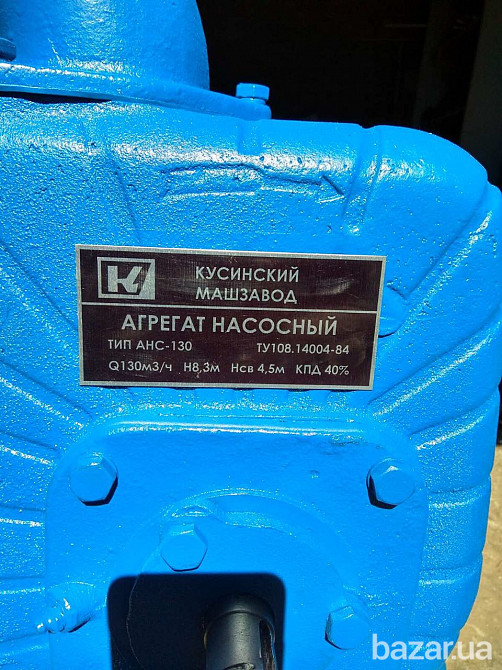 К
КУСИНСКИЙ
МАШЗАВОД
АГРЕГАТ НАСОСНЫЙ
ТИП АНС-130 ТУ108.14004-84
Q130м3/ч Н8,3м Нсв 4,5м КПД 40%
bazar.ua